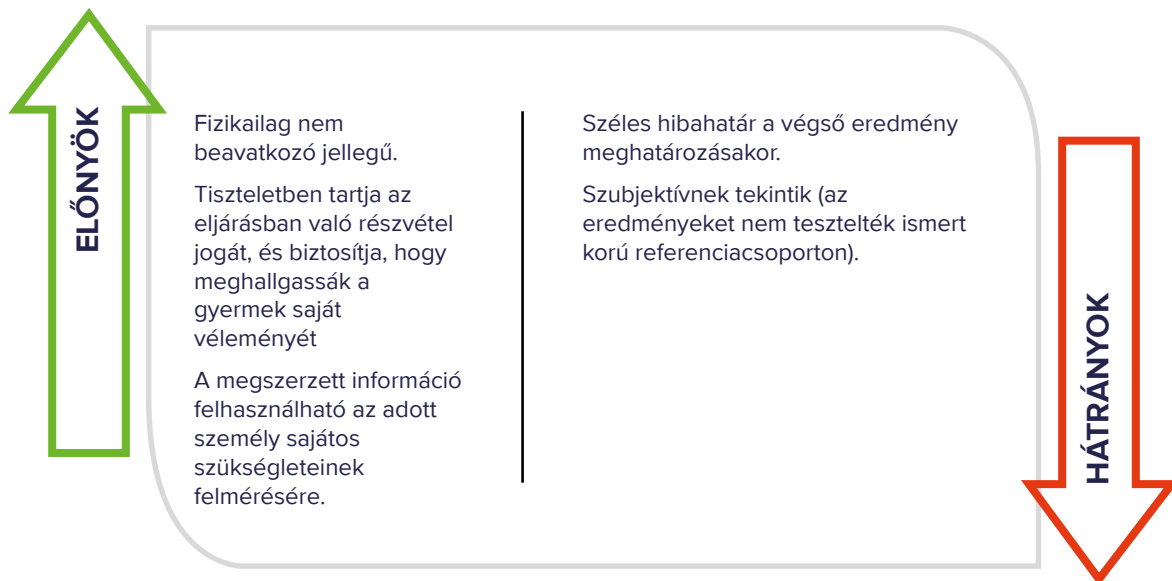 ELŐNYÖK
Fizikailag nem
beavatkozó jellegű.
Tiszteletben tartja az
eljárásban való részvétel
jogát, és biztosítja, hogy
meghallgassák a
gyermek saját
véleményét
A megszerzett információ
felhasználható az adott
személy sajátos
szükségleteinek
felmérésére.
Széles hibahatár a végső eredmény
meghatározásakor.
Szubjektívnek tekintik (az
eredményeket nem tesztelték ismert
korú referenciacsoporton).
HÁTRÁNYOK